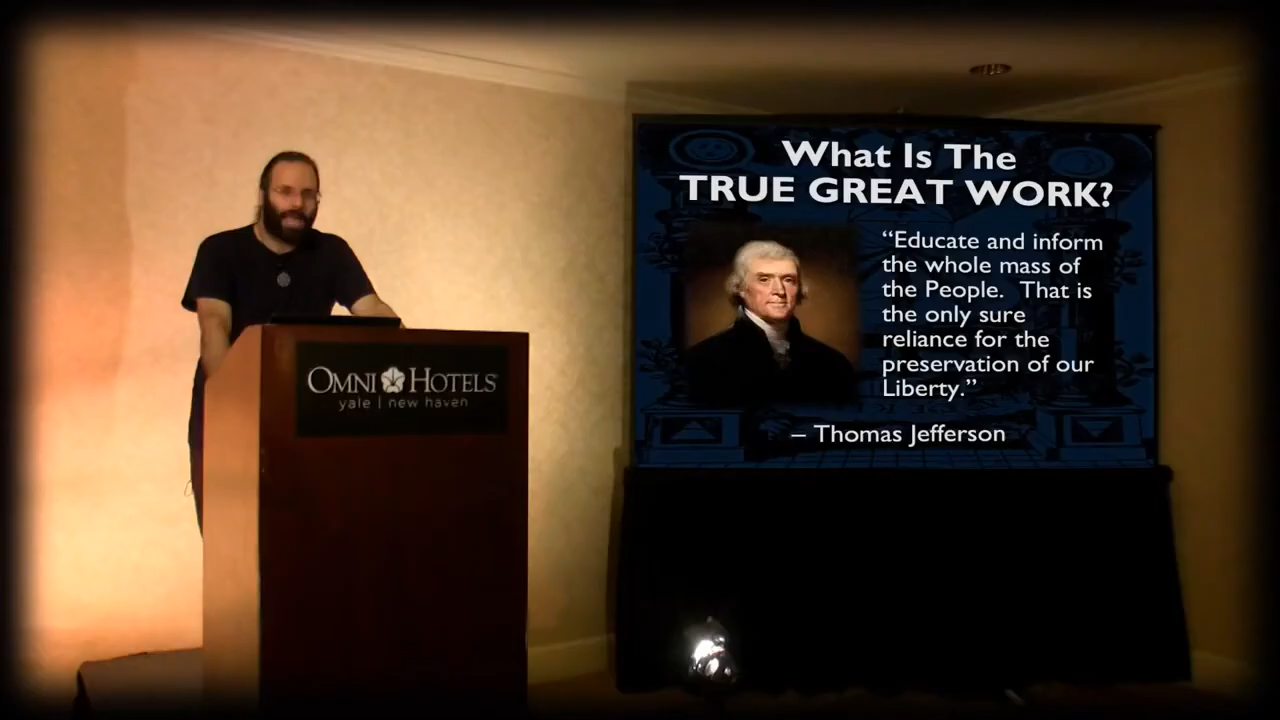 OMNI HOTELS
yale | new haven
What Is The
TRUE GREAT WORK?
“Educate and inform
the whole mass of
the People. That is
the only sure
reliance for the
preservation of our
Liberty.”
– Thomas Jefferson